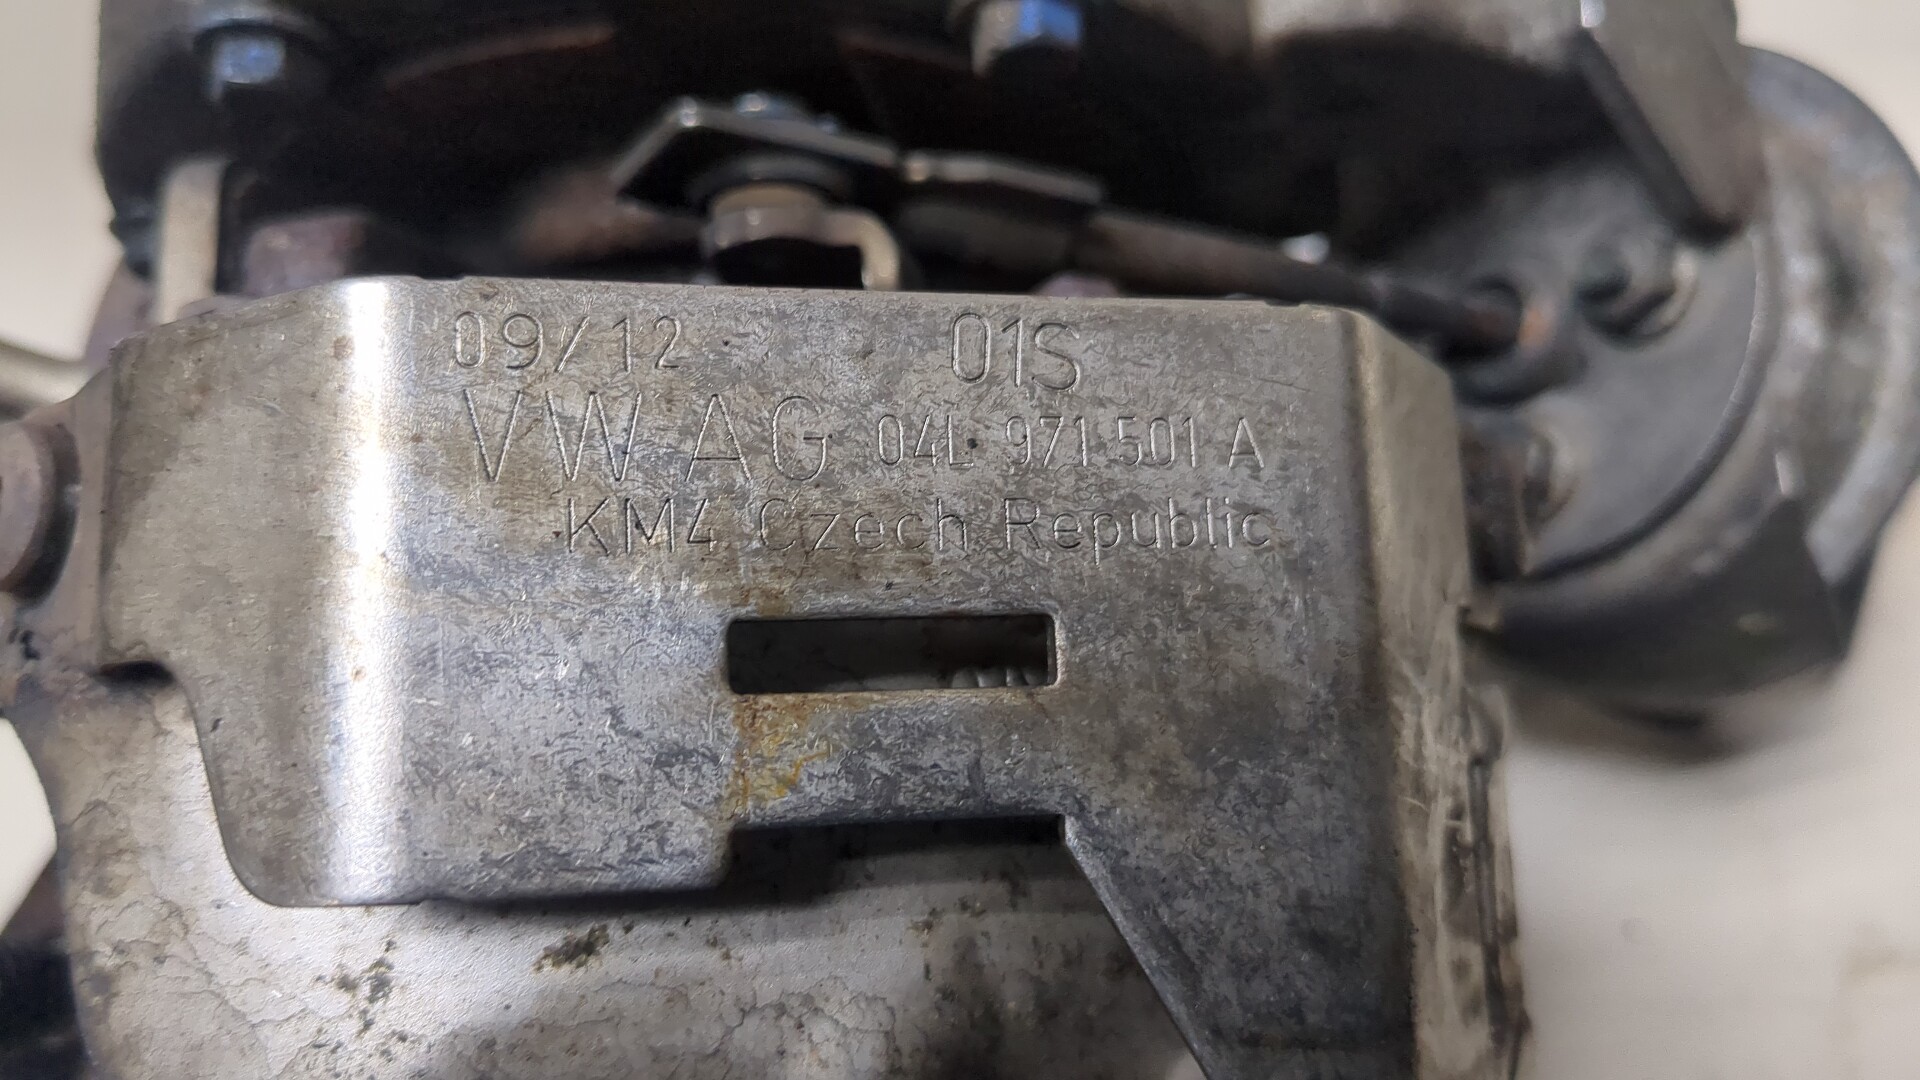 09/12 01S
VW AG 04L 971 501 A
KM4 Czech Republic